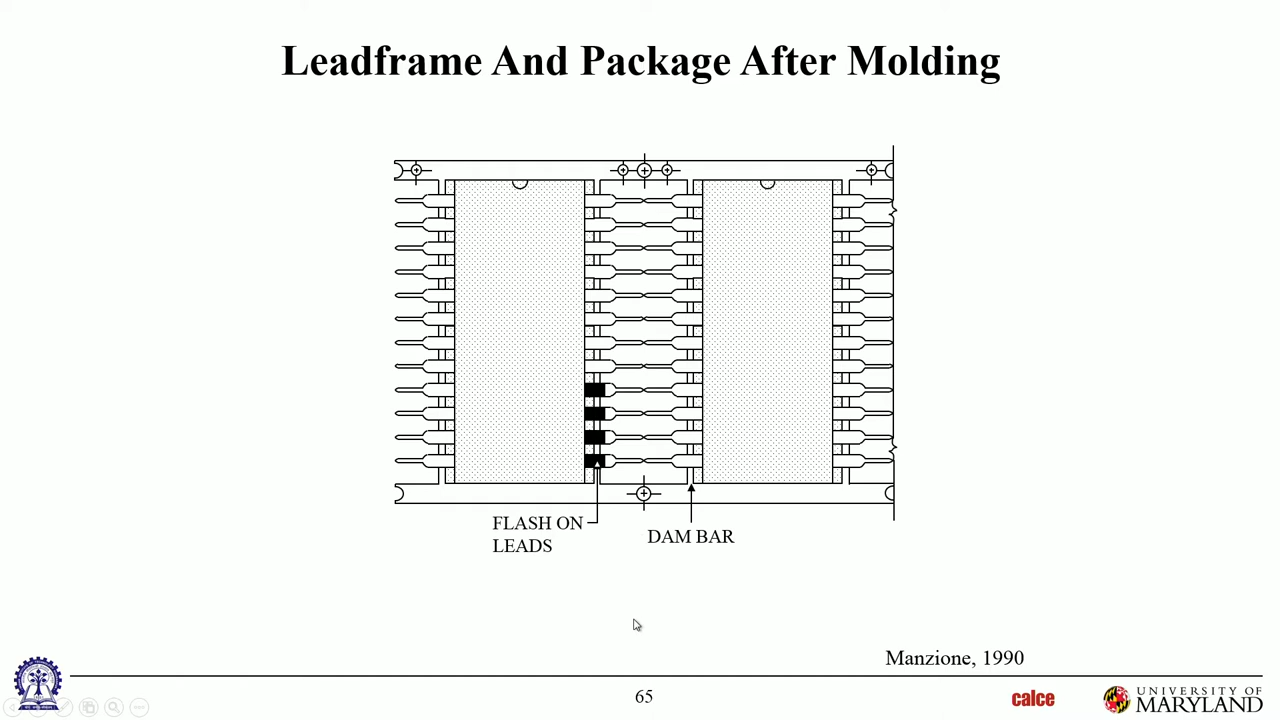 Leadframe And Package After Molding
FLASH ON
LEADS
DAM BAR
Manzione, 1990
65
calce
UNIVERSITY OF
MARYLAND